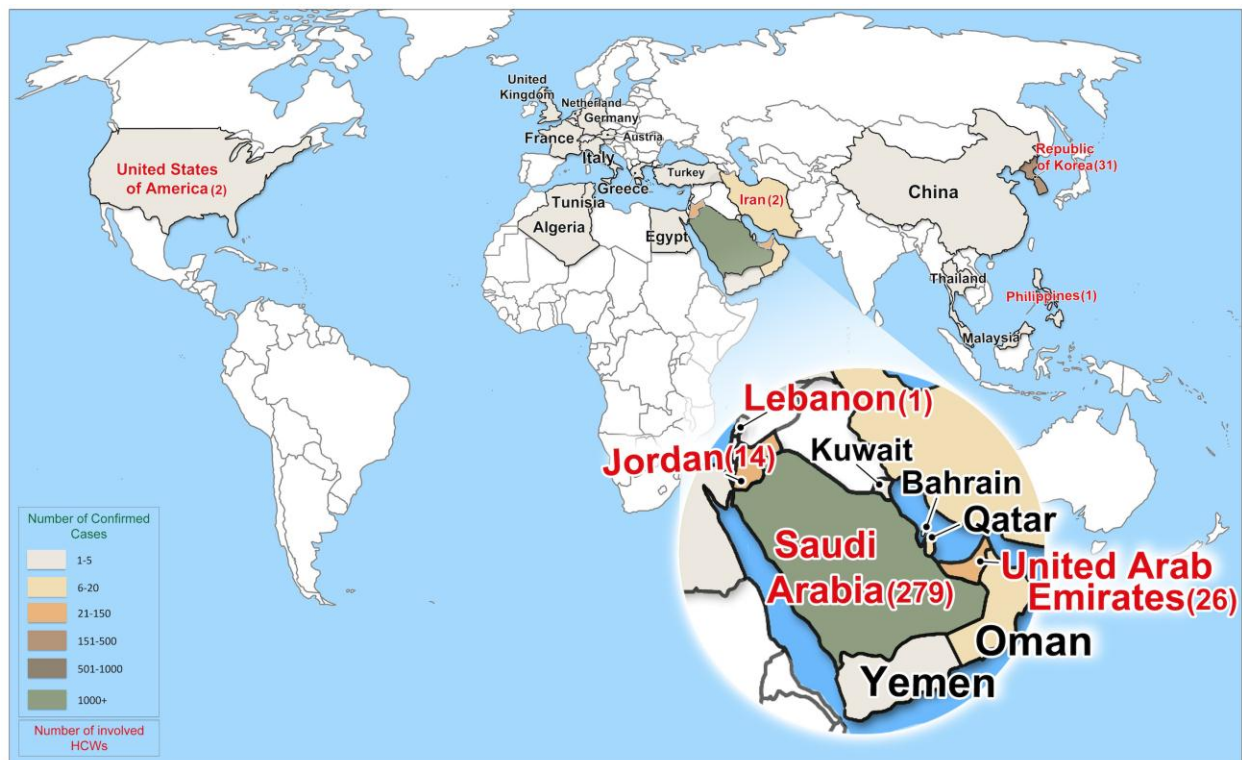 United
Kingdom
Netherland
Germany
France
Austria
Italy
Greece
Turkey
Tunisia
Algeria
Egypt
United States
of America(2)
Iran(2)
China
Republic
of Korea(31)
Thailand
Philippines(1)
Malaysia
Lebanon(1)
Jordan(14)
Kuwait
Bahrain
Qatar
Saudi
Arabia(279)
United Arab
Emirates(26)
Oman
Yemen
Number of Confirmed
Cases
1-5
6-20
21-150
151-500
501-1000
1000+
Number of involved
HCWs